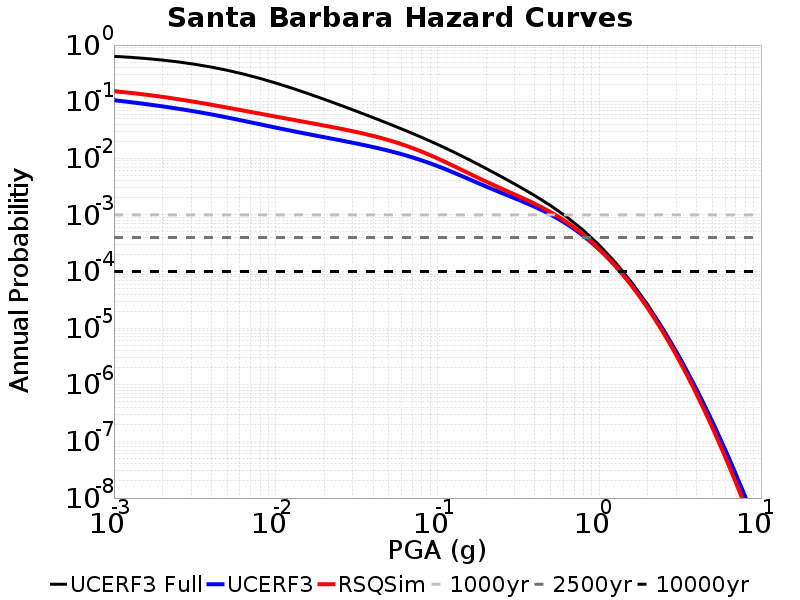 Santa Barbara Hazard Curves
Annual Probabilitiy
10^0
10^-1
10^-2
10^-3
10^-4
10^-5
10^-6
10^-7
10^-8
10^-3 10^-2 10^-1 10^0 10^1
PGA (g)
UCERF3 Full UCERF3 RSQSim 1000yr 2500yr 10000yr